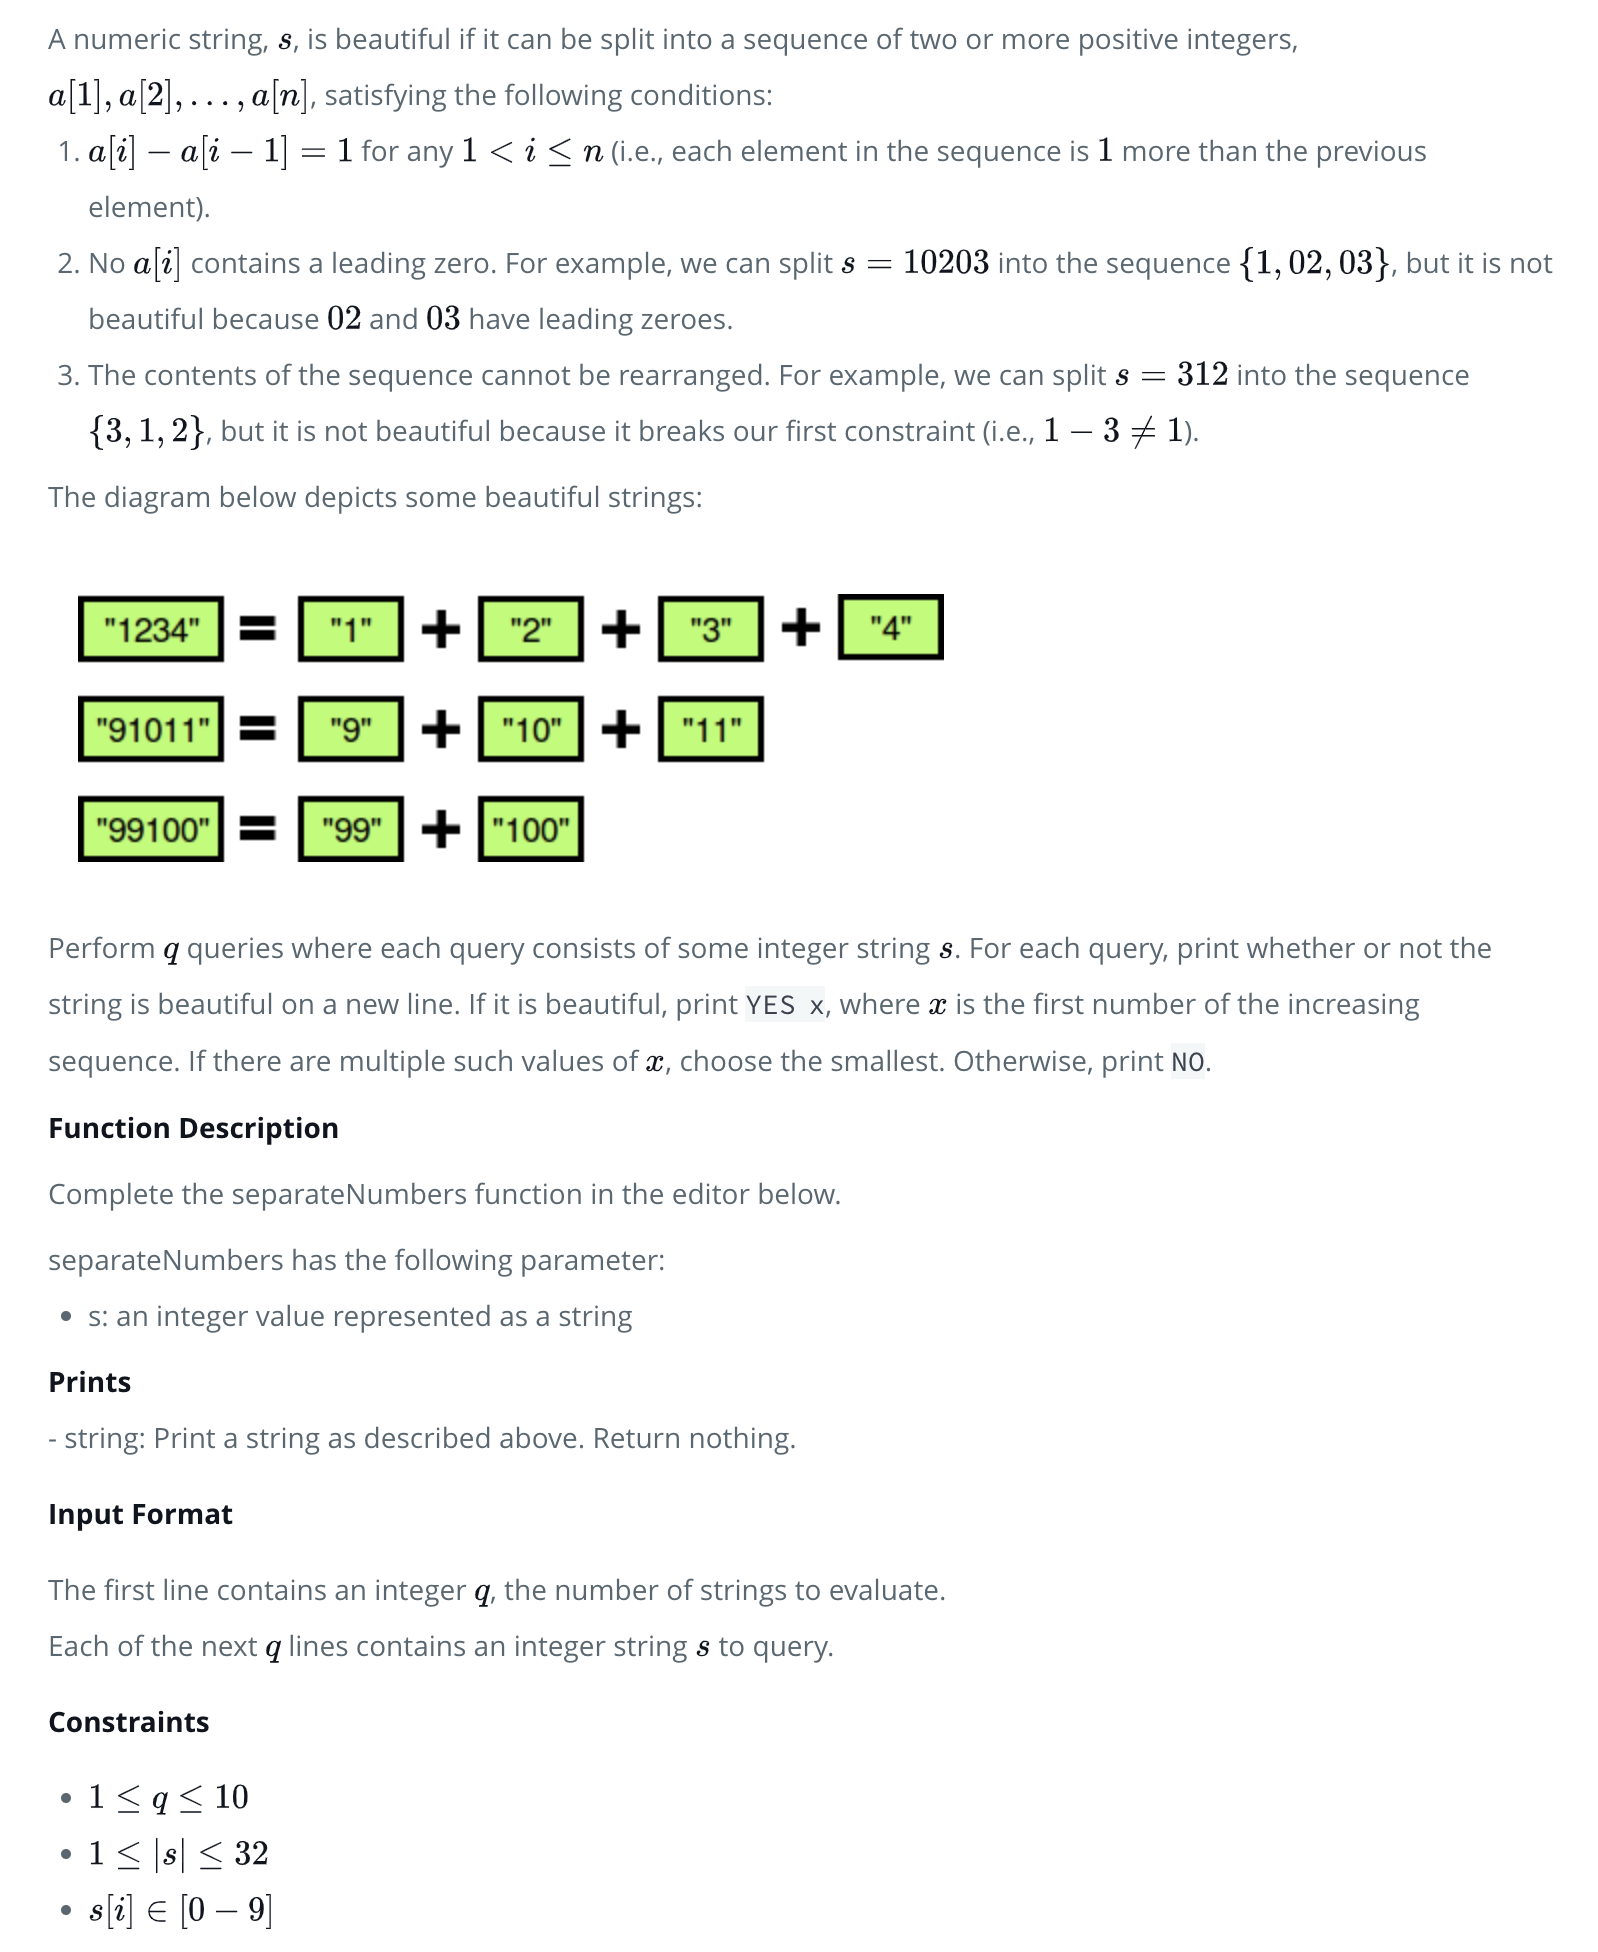 A numeric string, s, is beautiful if it can be split into a sequence of two or more positive integers,
a[1], a[2], . . . , a[n], satisfying the following conditions:
1. a[i] − a[i − 1] = 1 for any 1 < i ≤ n (i.e., each element in the sequence is 1 more than the previous
element).
2. No a[i] contains a leading zero. For example, we can split s = 10203 into the sequence {1, 02, 03}, but it is not
beautiful because 02 and 03 have leading zeroes.
3. The contents of the sequence cannot be rearranged. For example, we can split s = 312 into the sequence
{3, 1, 2}, but it is not beautiful because it breaks our first constraint (i.e., 1 − 3 ≠ 1).
The diagram below depicts some beautiful strings:
"1234" = "1" + "2" + "3" + "4"
"91011" = "9" + "10" + "11"
"99100" = "99" + "100"
Perform q queries where each query consists of some integer string s. For each query, print whether or not the
string is beautiful on a new line. If it is beautiful, print YES x, where x is the first number of the increasing
sequence. If there are multiple such values of x, choose the smallest. Otherwise, print NO.
Function Description
Complete the separateNumbers function in the editor below.
separateNumbers has the following parameter:
• s: an integer value represented as a string
Prints
- string: Print a string as described above. Return nothing.
Input Format
The first line contains an integer q, the number of strings to evaluate.
Each of the next q lines contains an integer string s to query.
Constraints
• 1 ≤ q ≤ 10
• 1 ≤ |s| ≤ 32
• s[i] ∈ [0 − 9]